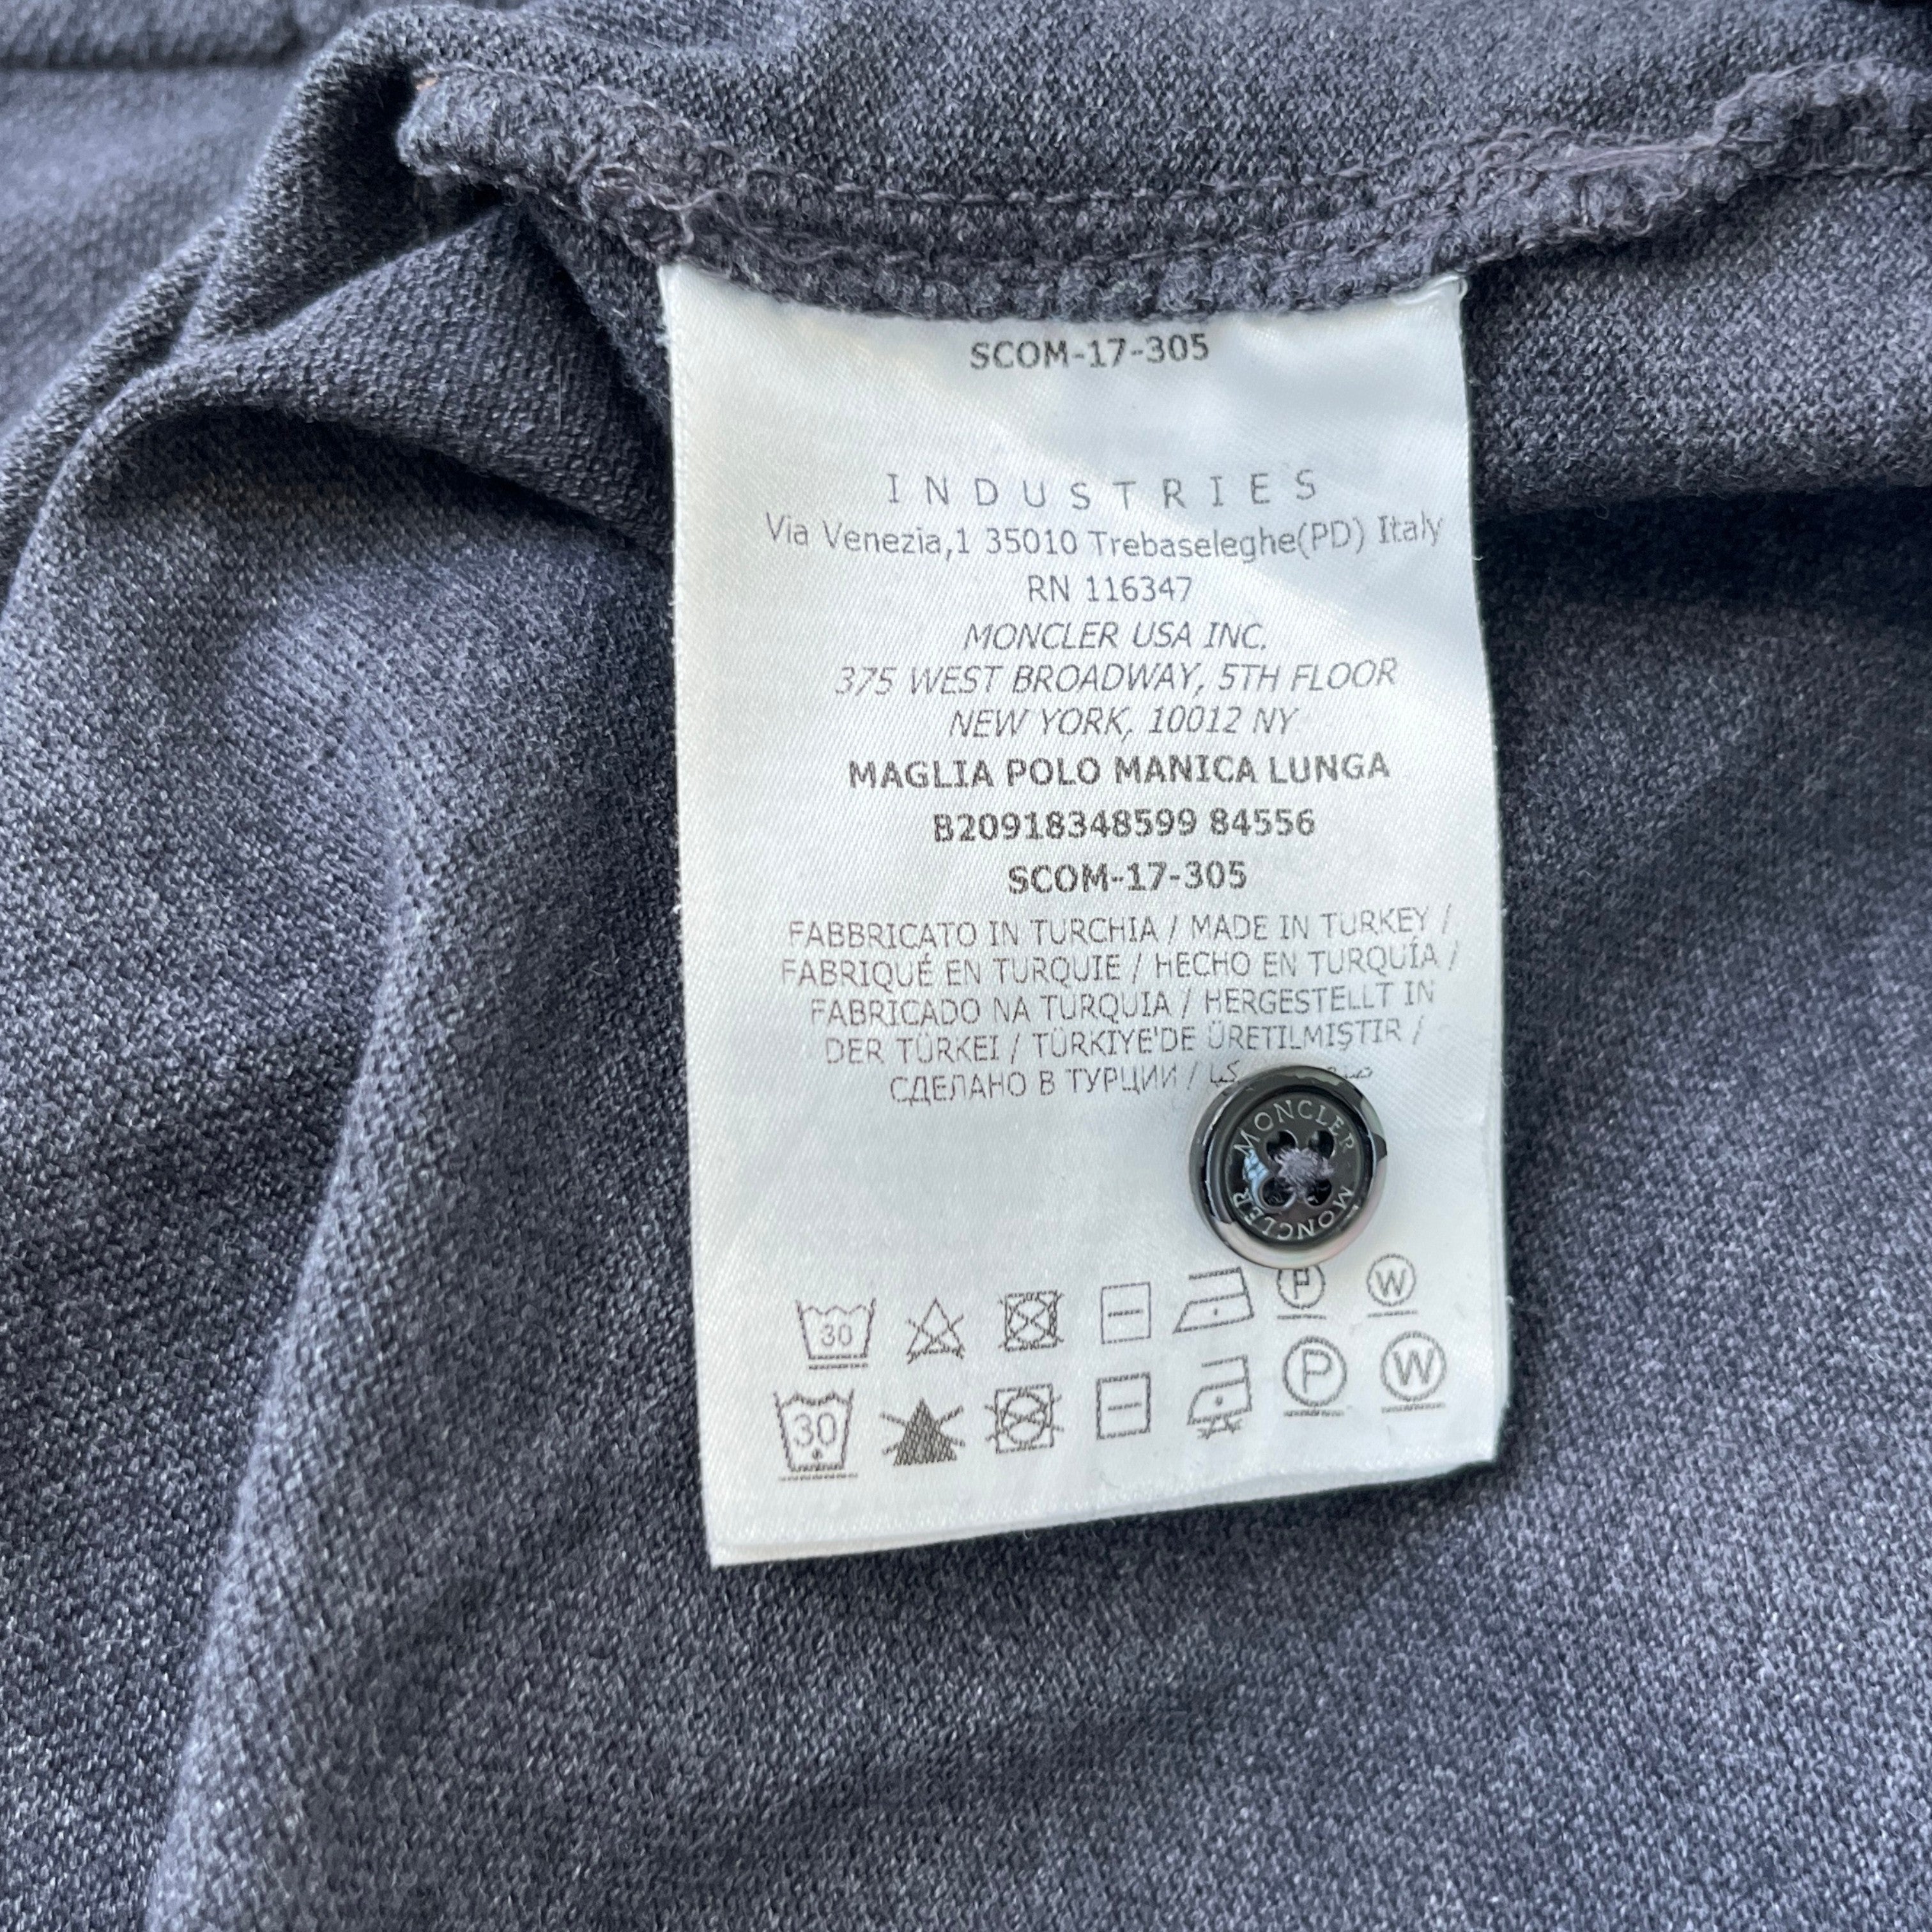 SCOM-17-305
INDUSTRIES
Via Venezia,1 35010 Trebaseleghe(PD) Italy
RN 116347
MONCLER USA INC.
375 WEST BROADWAY, 5TH FLOOR
NEW YORK, 10012 NY
MAGLIA POLO MANICA LUNGA
B20918348599 84556
SCOM-17-305
FABBRICATO IN TURCHIA / MADE IN TURKEY /
FABRIQUÉ EN TURQUIE / HECHO EN TURQUÍA /
FABRICADO NA TURQUIA / HERGESTELLT IN
DER TÜRKEI / TÜRKIYE'DE ÜRETILMIŞTIR /
СДЕЛАНО В ТУРЦИИ /
MONCLER
MONCLER
30 P W
30 P W